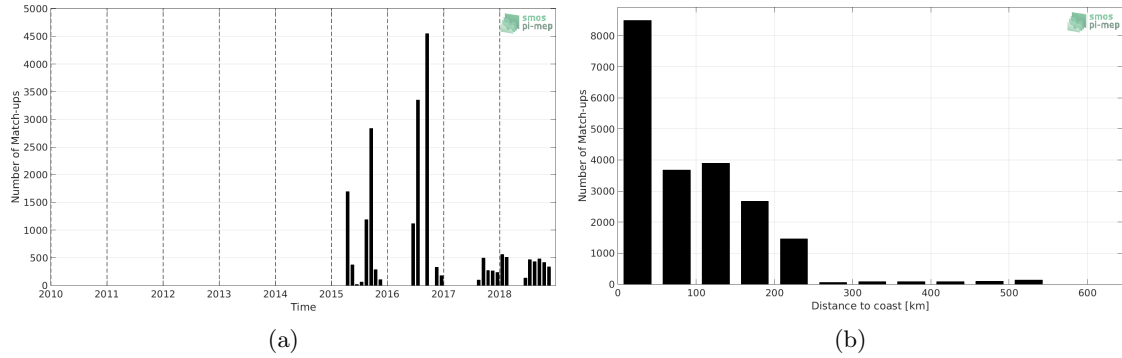 5000
4500
4000
3500
3000
2500
2000
1500
1000
500
0
Number of Match-ups
2010 2011 2012 2013 2014 2015 2016 2017 2018
Time
smos
pi-mep
(a)
8000
7000
6000
5000
4000
3000
2000
1000
0
Number of Match-ups
0 100 200 300 400 500 600
Distance to coast [km]
smos
pi-mep
(b)